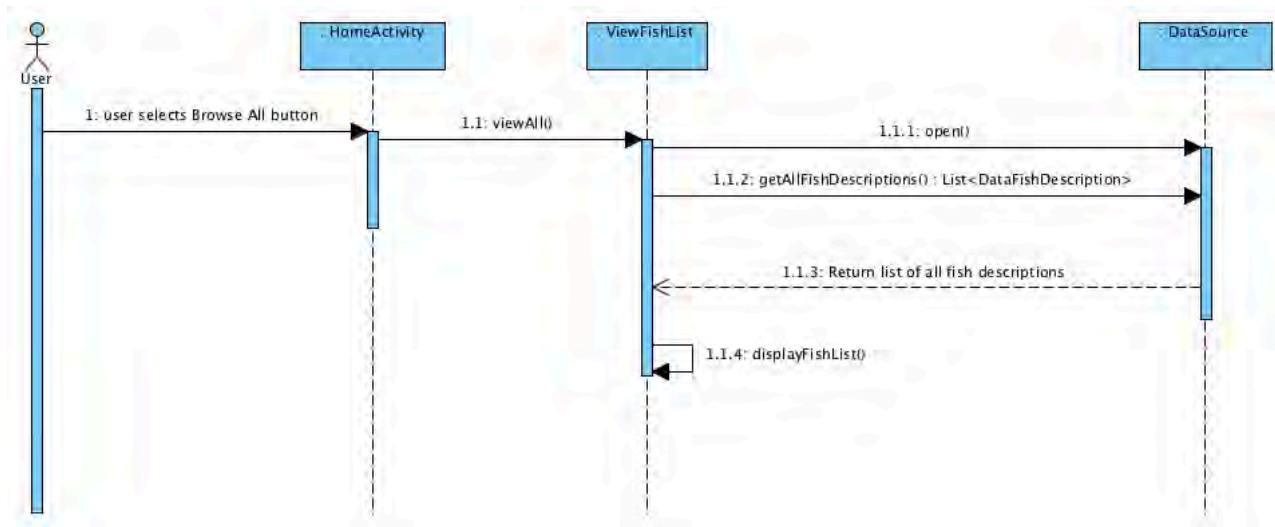 : HomeActivity
ViewFishList
DataSource
User
1: user selects Browse All button
1.1: viewAll()
1.1.1: open()
1.1.2: getAllFishDescriptions() : List<DataFishDescription>
1.1.3: Return list of all fish descriptions
1.1.4: displayFishList()